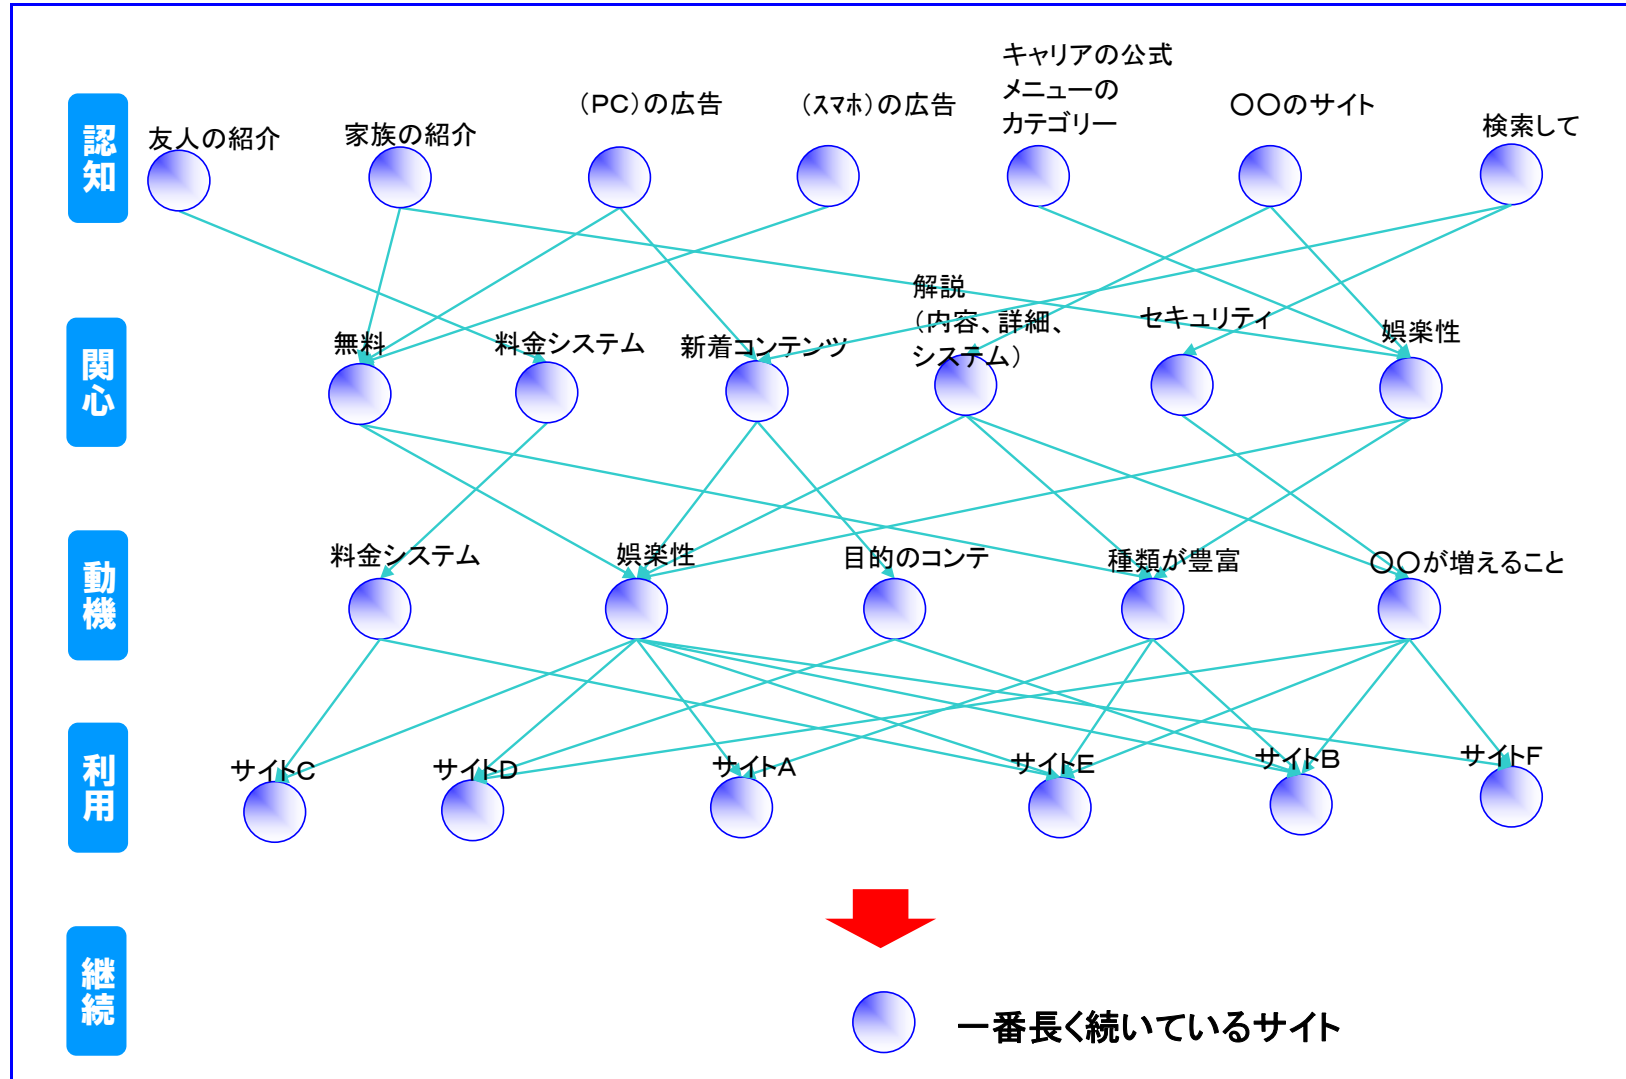 認知
友人の紹介
家族の紹介
（ＰＣ）の広告
（スマホ）の広告
キャリアの公式
メニューの
カテゴリー
〇〇のサイト
検索して
関心
無料
料金システム
新着コンテンツ
解説
（内容、詳細、
システム）
セキュリティ
娯楽性
動機
料金システム
娯楽性
目的のコンテ
種類が豊富
〇〇が増えること
利用
サイトＣ
サイトＤ
サイトＡ
サイトＥ
サイトＢ
サイトＦ
継続
一番長く続いているサイト